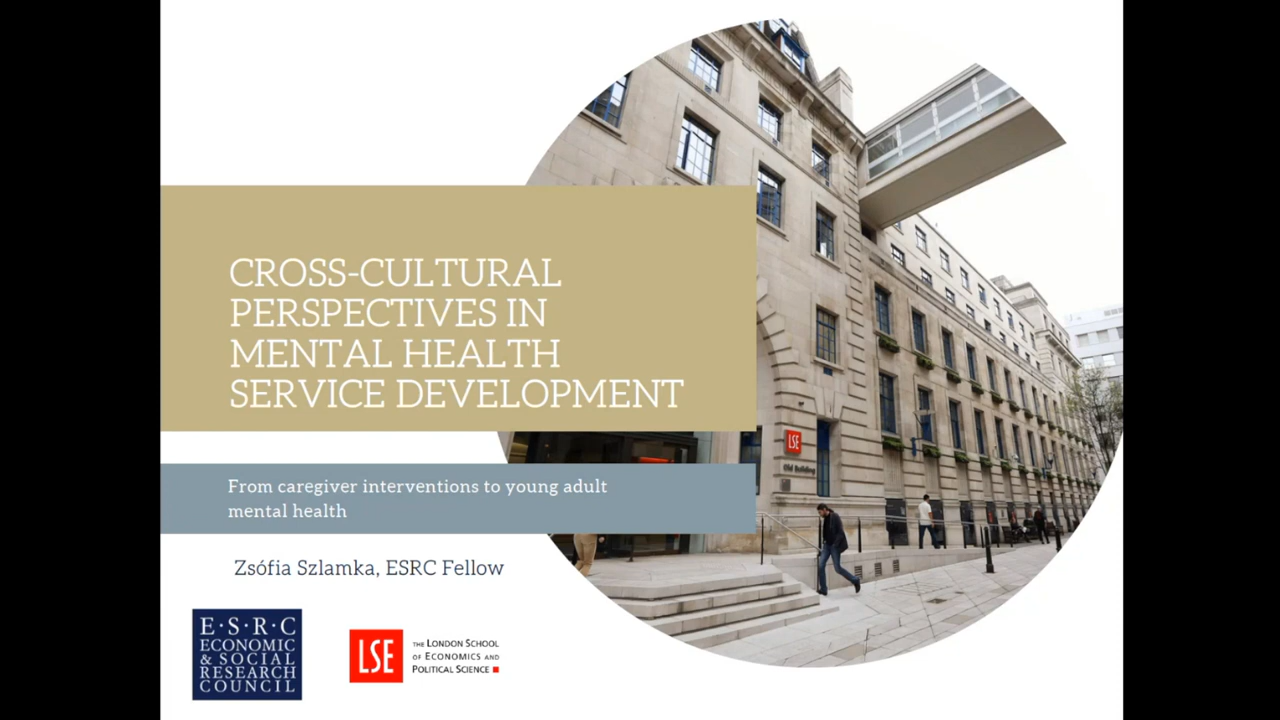 CROSS-CULTURAL
PERSPECTIVES IN
MENTAL HEALTH
SERVICE DEVELOPMENT
From caregiver interventions to young adult
mental health
Zsófia Szlamka, ESRC Fellow
E·S·R·C
ECONOMIC
& SOCIAL
RESEARCH
COUNCIL
LSE
THE LONDON SCHOOL
OF ECONOMICS AND
POLITICAL SCIENCE
LSE
Old Building